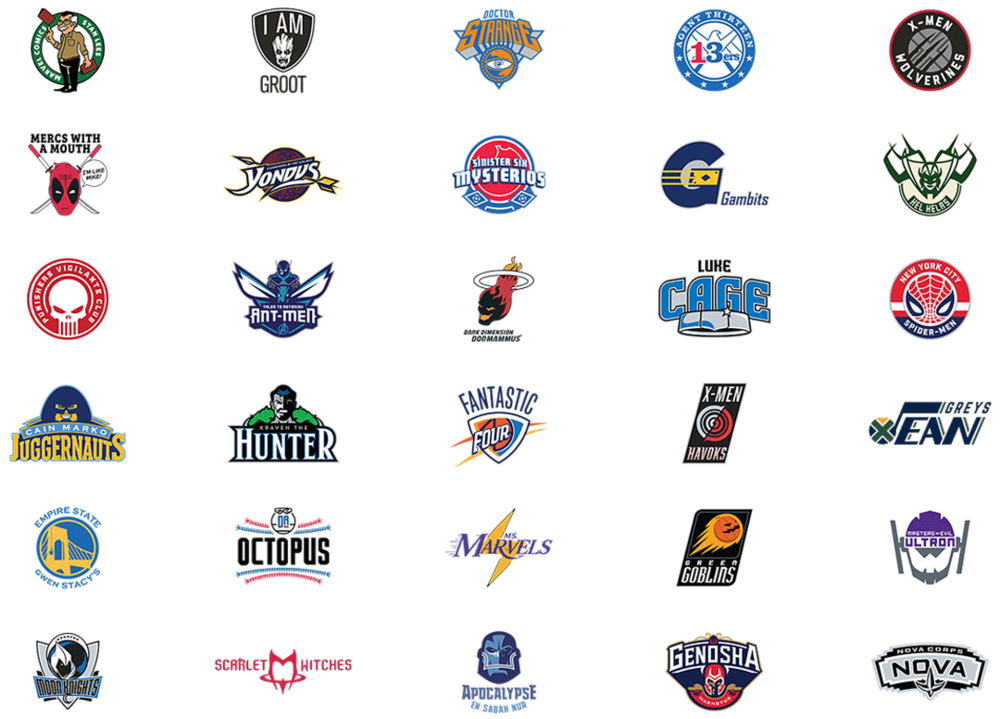 MARVEL COMICS
STAN LEES
I AM
GROOT
DOCTOR
STRANGE
AGENT THIRTEEN
13ers
X-MEN
WOLVERINES
MERCS WITH
A MOUTH
I'M LIKE
MIKE!
YONDUS
SINISTER SIX
MYSTERIOS
G
Gambits
HEL HELAS
PUNISHERS VIGILANTE CLUB
TALES TO ASTONISH
ANT-MEN
DARK DIMENSION
DORMAMMUS
LUKE
CAGE
NEW YORK CITY
SPIDER-MEN
CAIN MARKO
JUGGERNAUTS
KRAVEN THE
HUNTER
FANTASTIC
FOUR
X-MEN
HAVOKS
JEAN
GREYS
EMPIRE STATE
GWEN STACY'S
DR
OCTOPUS
MS.
MARVELS
GREEN
GOBLINS
MASTERS OF EVIL
ULTRON
MOON KNIGHTS
SCARLET WITCHES
APOCALYPSE
EN SABAH NUR
GENOSHA
MAGNETOS
NOVA CORPS
NOVA